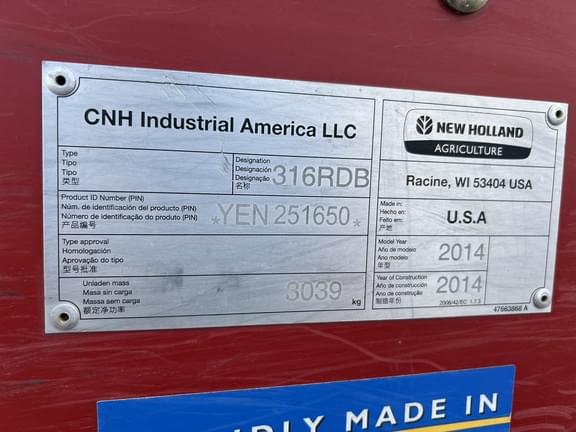 CNH Industrial America LLC
Type
Tipo
Tipo
类型
Designation
Designación
Designação
名称
316RDB
Product ID Number (PIN)
Núm. de identificación del producto (PIN)
Número de identificação do produto (PIN)
产品编号
*YEN 251650*
Type approval
Homologación
Aprovação do tipo
型号批准
Unladen mass
Masa sin carga
Massa sem carga
额定净功率
3039
kg
NEW HOLLAND
AGRICULTURE
Racine, WI 53404 USA
Made in:
Hecho en:
Feito em:
产地
U.S.A
Model Year
Año de modelo
Ano modelo
年型
2014
Year of Construction
Año de construcción
Ano de construção
制造年份
2014
2006/42/EC 1.7.3
47663868 A
DLY MADE IN